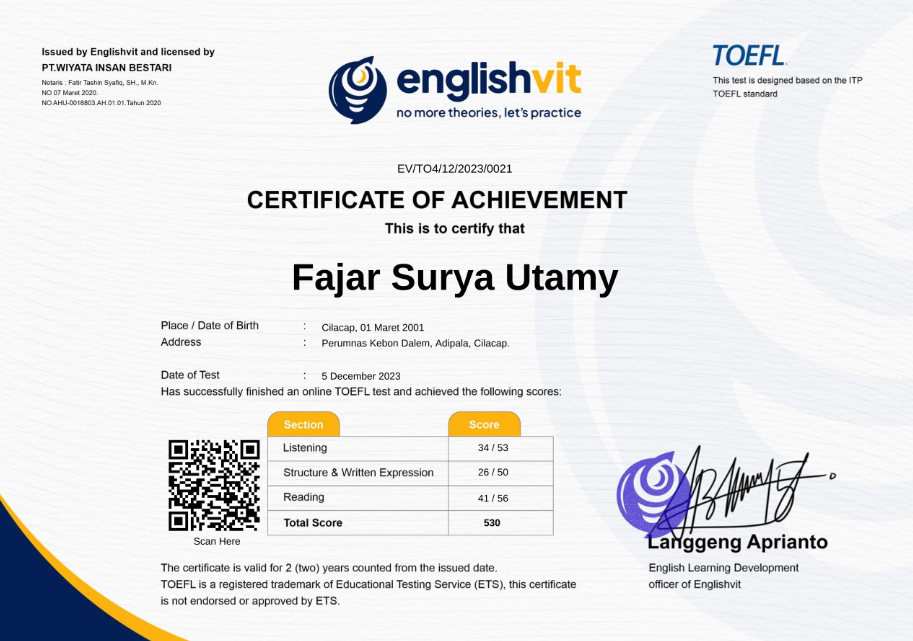 Issued by Englishvit and licensed by
PT.WIYATA INSAN BESTARI
Notaris : Fatir Tashin Syafiq, SH., M.Kn.
NO 07 Maret 2020.
NO AHU-0016803.AH.01.01.Tahun 2020
englishvit
no more theories, let's practice
TOEFL
This test is designed based on the ITP
TOEFL standard
EV/TO4/12/2023/0021
CERTIFICATE OF ACHIEVEMENT
This is to certify that
Fajar Surya Utamy
Place / Date of Birth : Cilacap, 01 Maret 2001
Address : Perumnas Kebon Dalem, Adipala, Cilacap.
Date of Test : 5 December 2023
Has successfully finished an online TOEFL test and achieved the following scores:
Section Score
Listening 34 / 53
Structure & Written Expression 26 / 50
Reading 41 / 56
Total Score 530
Scan Here
Langgeng Aprianto
English Learning Development
officer of Englishvit
The certificate is valid for 2 (two) years counted from the issued date.
TOEFL is a registered trademark of Educational Testing Service (ETS), this certificate
is not endorsed or approved by ETS.